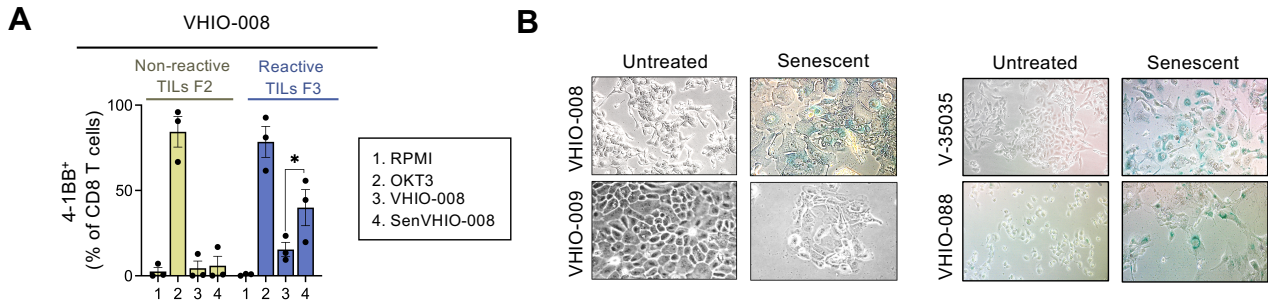 A
VHIO-008
Non-reactive
TILs F2
Reactive
TILs F3
4-1BB+
(% of CD8 T cells)
100
50
0
*
1 2 3 4 1 2 3 4
1. RPMI
2. OKT3
3. VHIO-008
4. SenVHIO-008
B
Untreated Senescent
VHIO-008
VHIO-009
Untreated Senescent
V-35035
VHIO-088